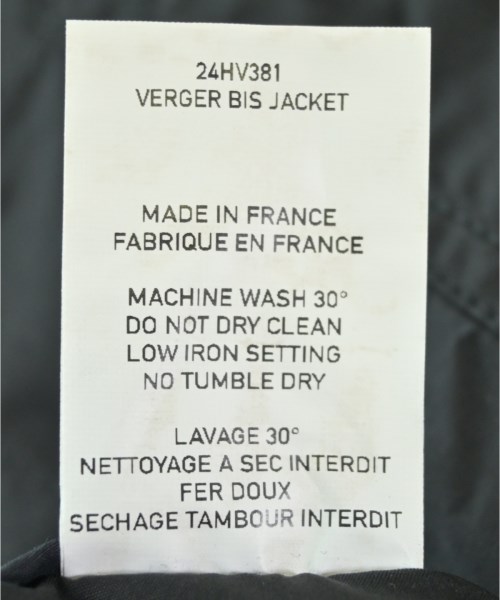 24HV381
VERGER BIS JACKET
MADE IN FRANCE
FABRIQUE EN FRANCE
MACHINE WASH 30°
DO NOT DRY CLEAN
LOW IRON SETTING
NO TUMBLE DRY
LAVAGE 30°
NETTOYAGE A SEC INTERDIT
FER DOUX
SECHAGE TAMBOUR INTERDIT